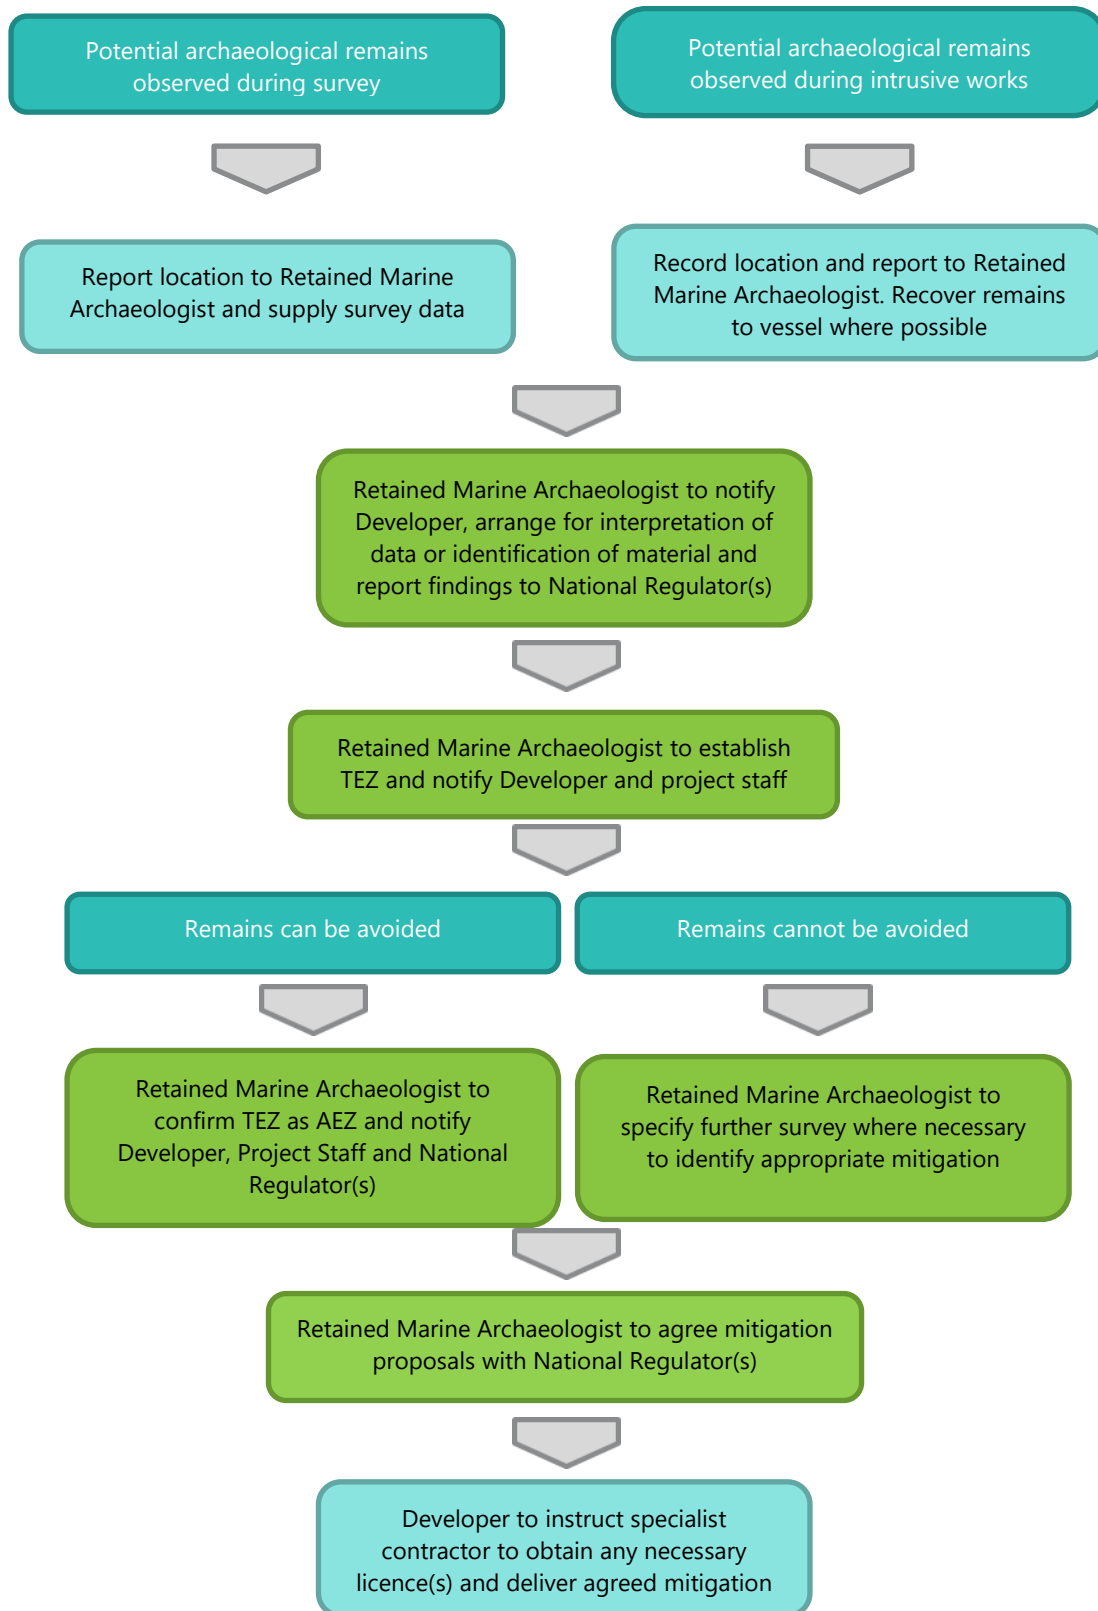 Potential archaeological remains
observed during survey
Potential archaeological remains
observed during intrusive works
Report location to Retained Marine
Archaeologist and supply survey data
Record location and report to Retained
Marine Archaeologist. Recover remains
to vessel where possible
Retained Marine Archaeologist to notify
Developer, arrange for interpretation of
data or identification of material and
report findings to National Regulator(s)
Retained Marine Archaeologist to establish
TEZ and notify Developer and project staff
Remains can be avoided
Remains cannot be avoided
Retained Marine Archaeologist to
confirm TEZ as AEZ and notify
Developer, Project Staff and National
Regulator(s)
Retained Marine Archaeologist to
specify further survey where necessary
to identify appropriate mitigation
Retained Marine Archaeologist to agree mitigation
proposals with National Regulator(s)
Developer to instruct specialist
contractor to obtain any necessary
licence(s) and deliver agreed mitigation